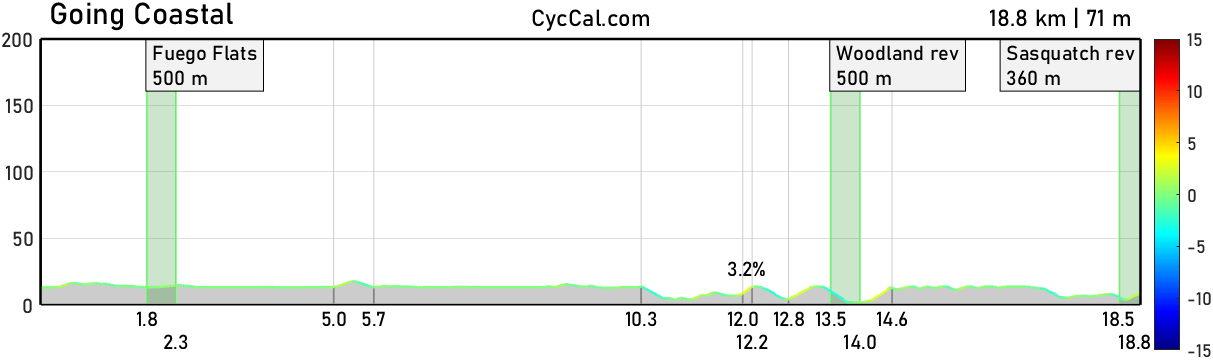 Going Coastal
CycCal.com
18.8 km | 71 m
200
150
100
50
0
Fuego Flats
500 m
Woodland rev
500 m
Sasquatch rev
360 m
3.2%
1.8
5.0
5.7
10.3
12.0
12.8
13.5
14.6
18.5
2.3
12.2
14.0
18.8
15
10
5
0
-5
-10
-15